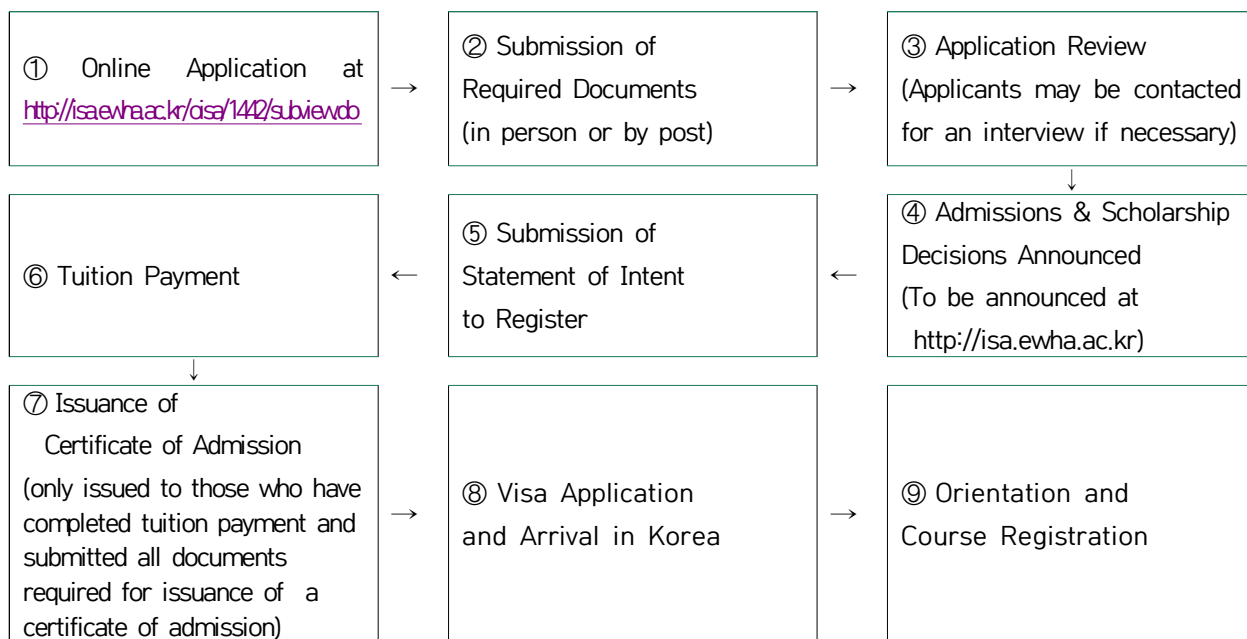 ① Online Application at
http://isa.ewha.ac.kr/oisa/1442/subview.do
→
② Submission of
Required Documents
(in person or by post)
→
③ Application Review
(Applicants may be contacted
for an interview if necessary)
↓
④ Admissions & Scholarship
Decisions Announced
(To be announced at
http://isa.ewha.ac.kr)
←
⑤ Submission of
Statement of Intent
to Register
←
⑥ Tuition Payment
↓
⑦ Issuance of
Certificate of Admission
(only issued to those who have
completed tuition payment and
submitted all documents
required for issuance of a
certificate of admission)
→
⑧ Visa Application
and Arrival in Korea
→
⑨ Orientation and
Course Registration